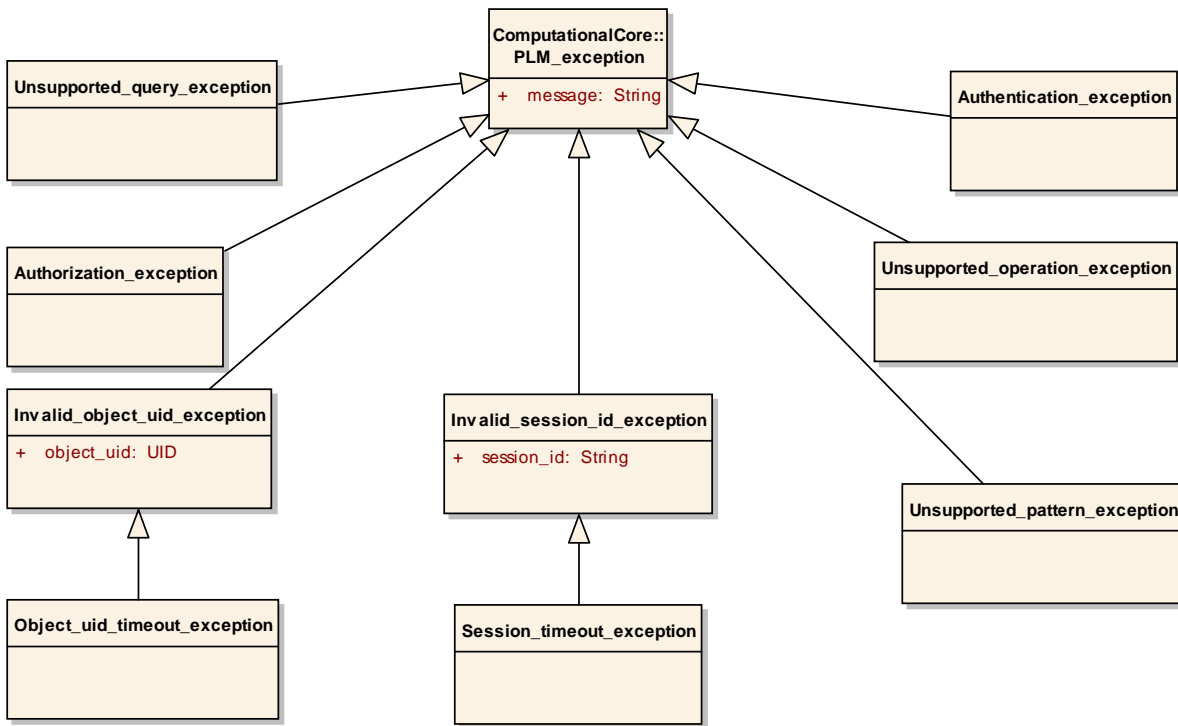 ComputationalCore::
PLM_exception
+ message: String
Unsupported_query_exception
Authentication_exception
Authorization_exception
Unsupported_operation_exception
Invalid_object_uid_exception
+ object_uid: UID
Invalid_session_id_exception
+ session_id: String
Unsupported_pattern_exception
Object_uid_timeout_exception
Session_timeout_exception